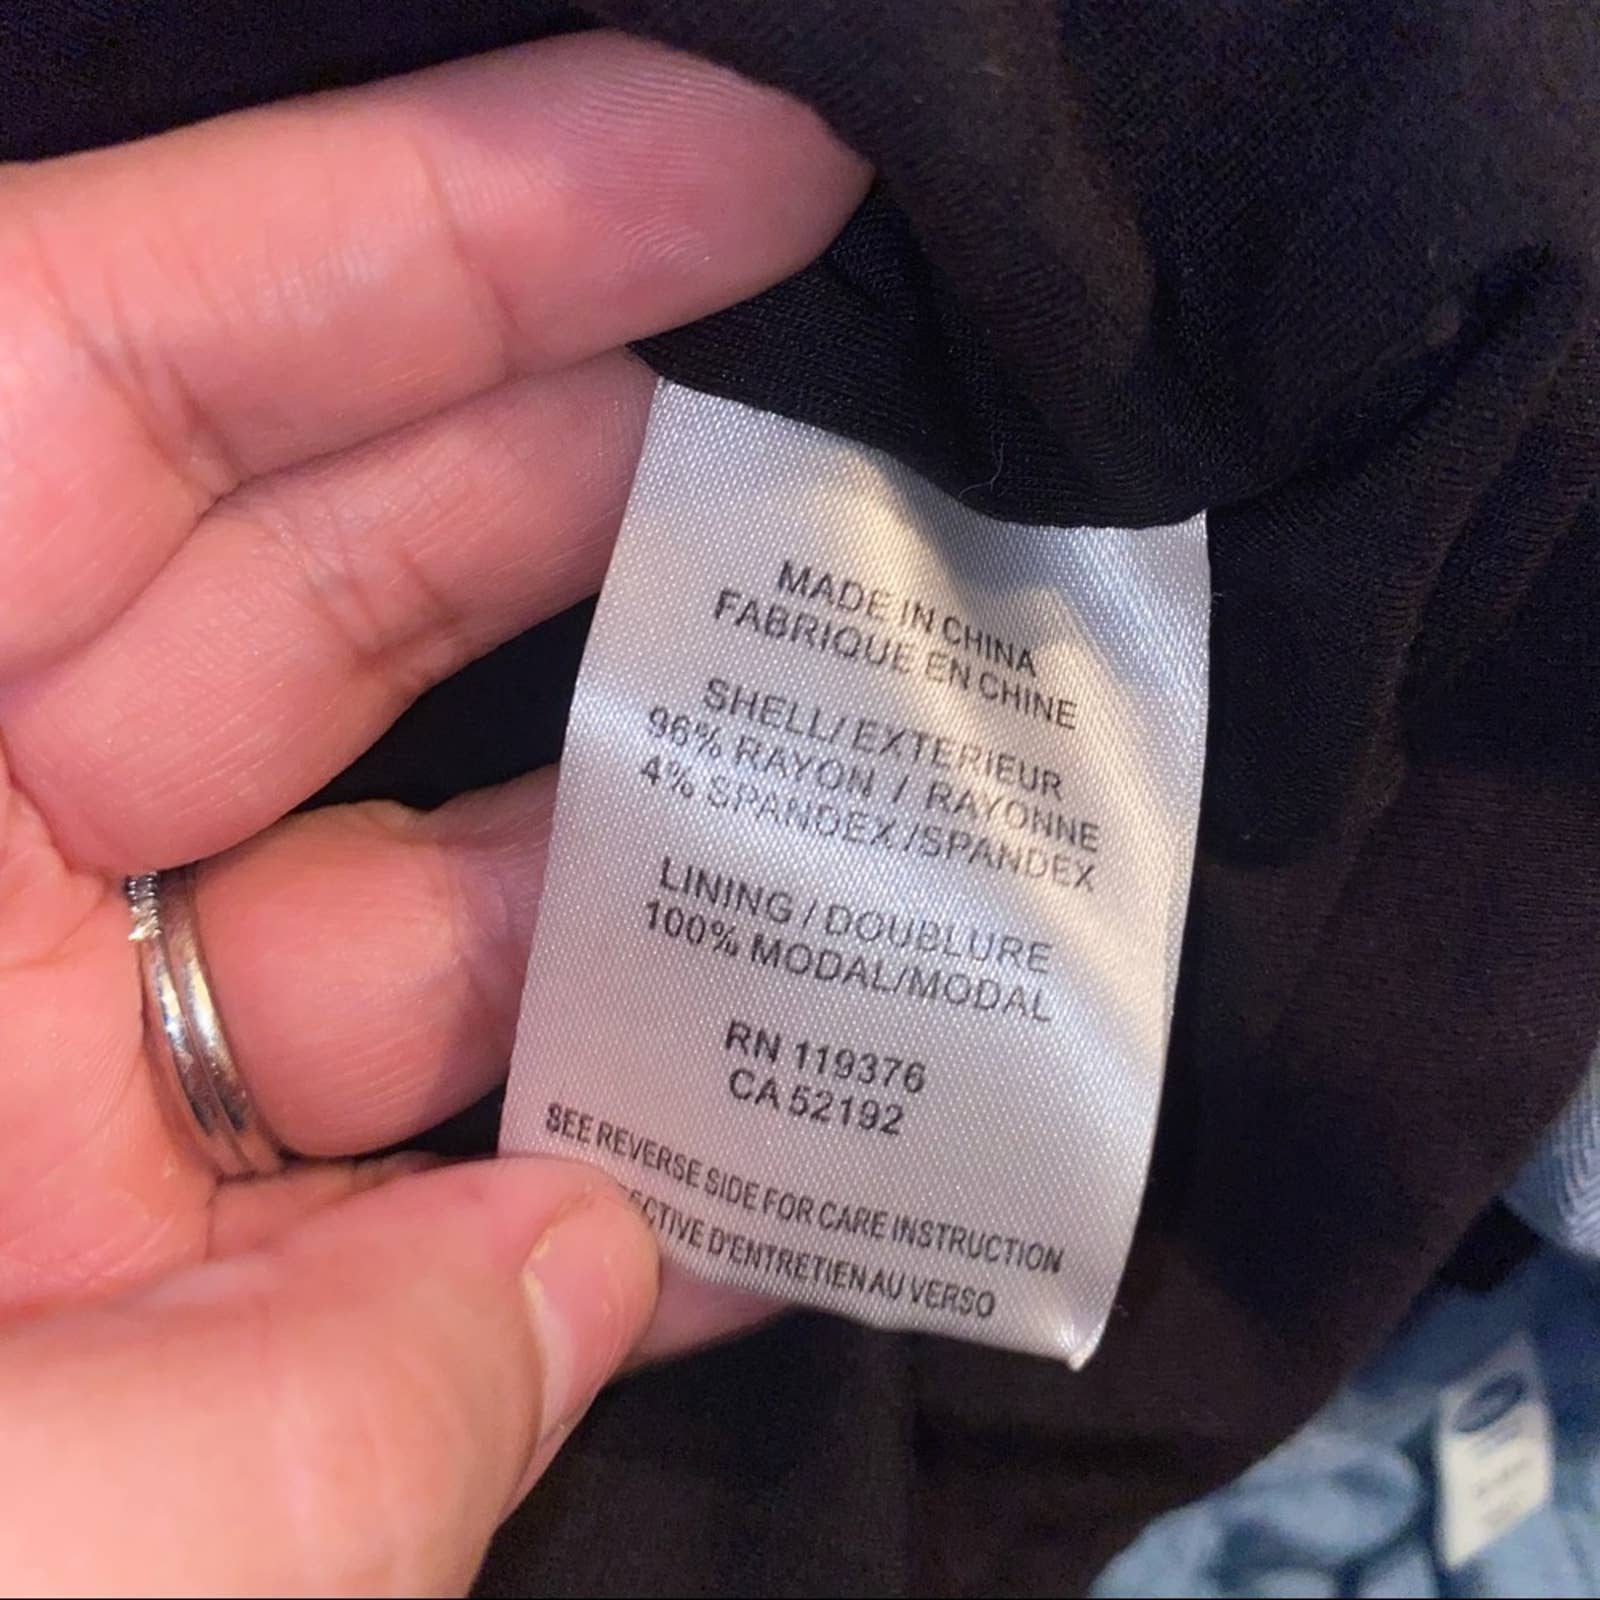 MADE IN CHINA
FABRIQUE EN CHINE
SHELL/EXTERIEUR
96% RAYON / RAYONNE
4% SPANDEX/SPANDEX
LINING / DOUBLURE
100% MODAL/MODAL
RN 119376
CA 52192
SEE REVERSE SIDE FOR CARE INSTRUCTION
D'ENTRETIEN AU VERSO